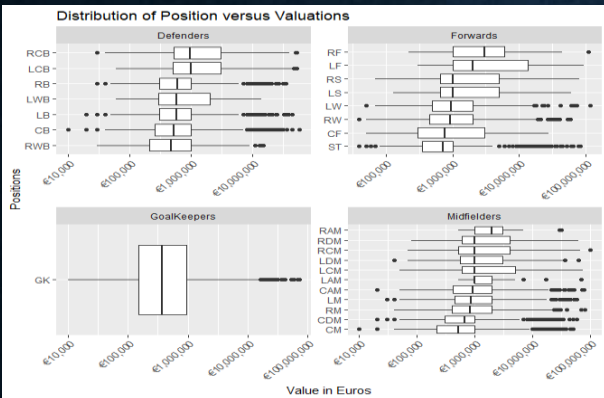 Distribution of Position versus Valuations
Positions
Defenders
RCB
LCB
RB
LWB
LB
CB
RWB
€10,000 €100,000 €1,000,000 €10,000,000
Forwards
RF
LF
RS
LS
LW
RW
CF
ST
€10,000 €100,000 €1,000,000 €10,000,000 €100,000,000
GoalKeepers
GK
€10,000 €100,000 €1,000,000 €10,000,000 €100,000,000
Midfielders
RAM
RDM
RCM
LDM
LCM
LAM
CAM
LM
RM
CDM
CM
€10,000 €100,000 €1,000,000 €10,000,000 €100,000,000
Value in Euros